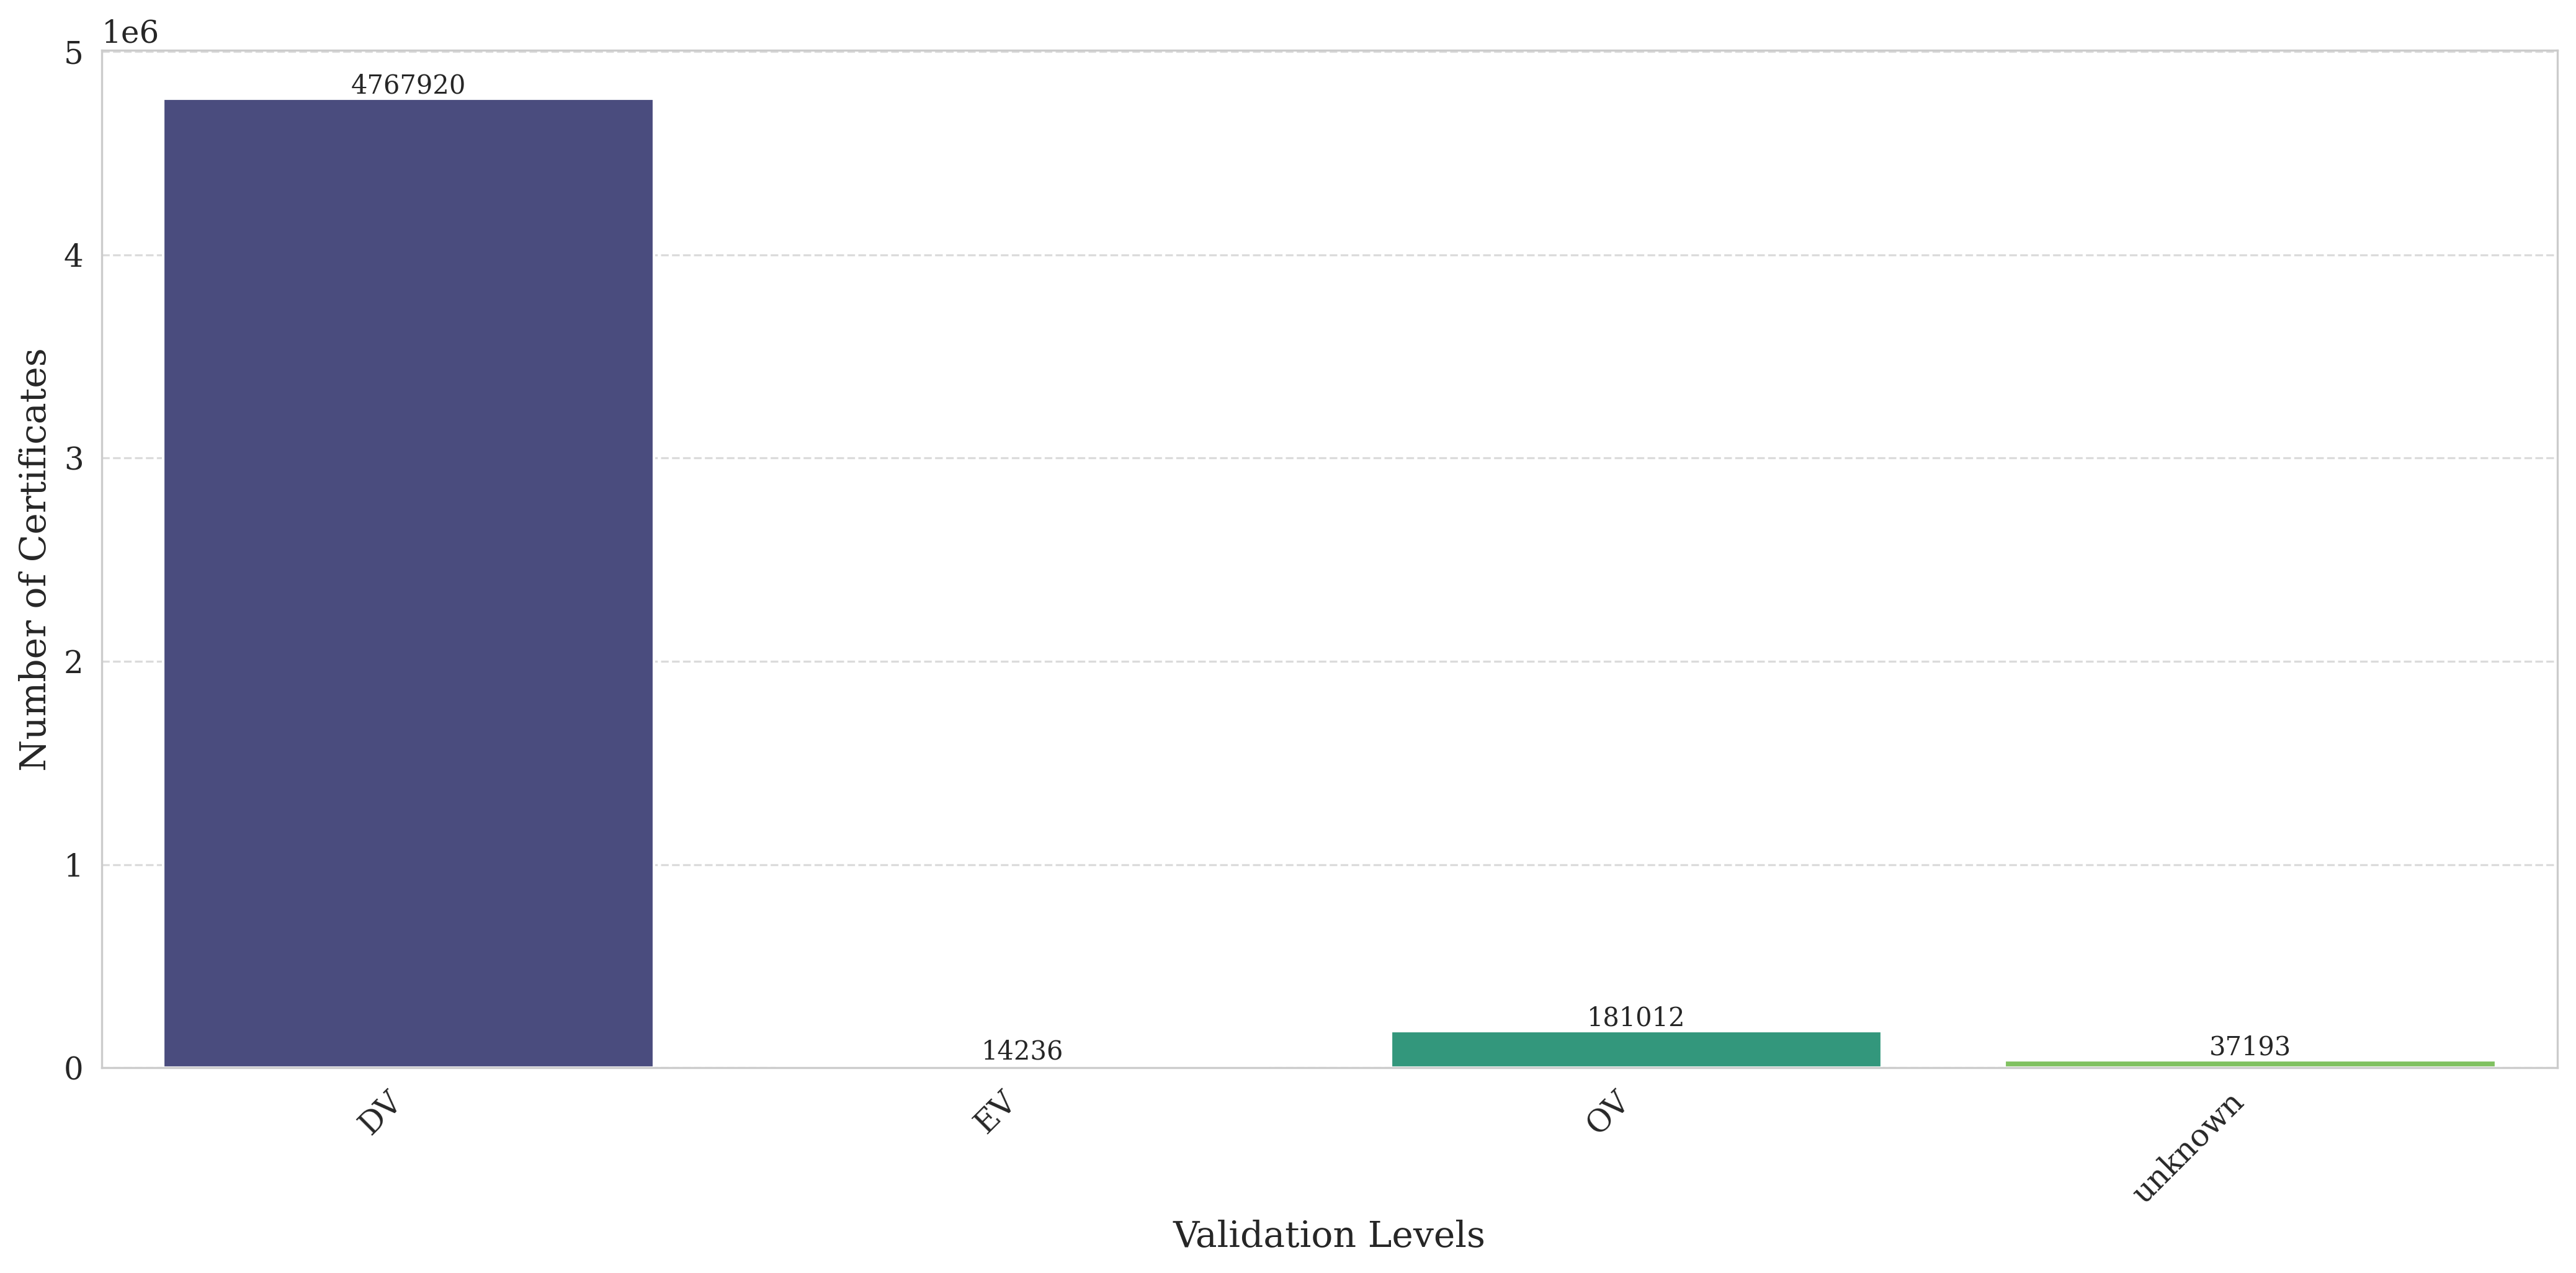 1e6
5
4
3
2
1
0
Number of Certificates
4767920
14236
181012
37193
DV
EV
OV
unknown
Validation Levels